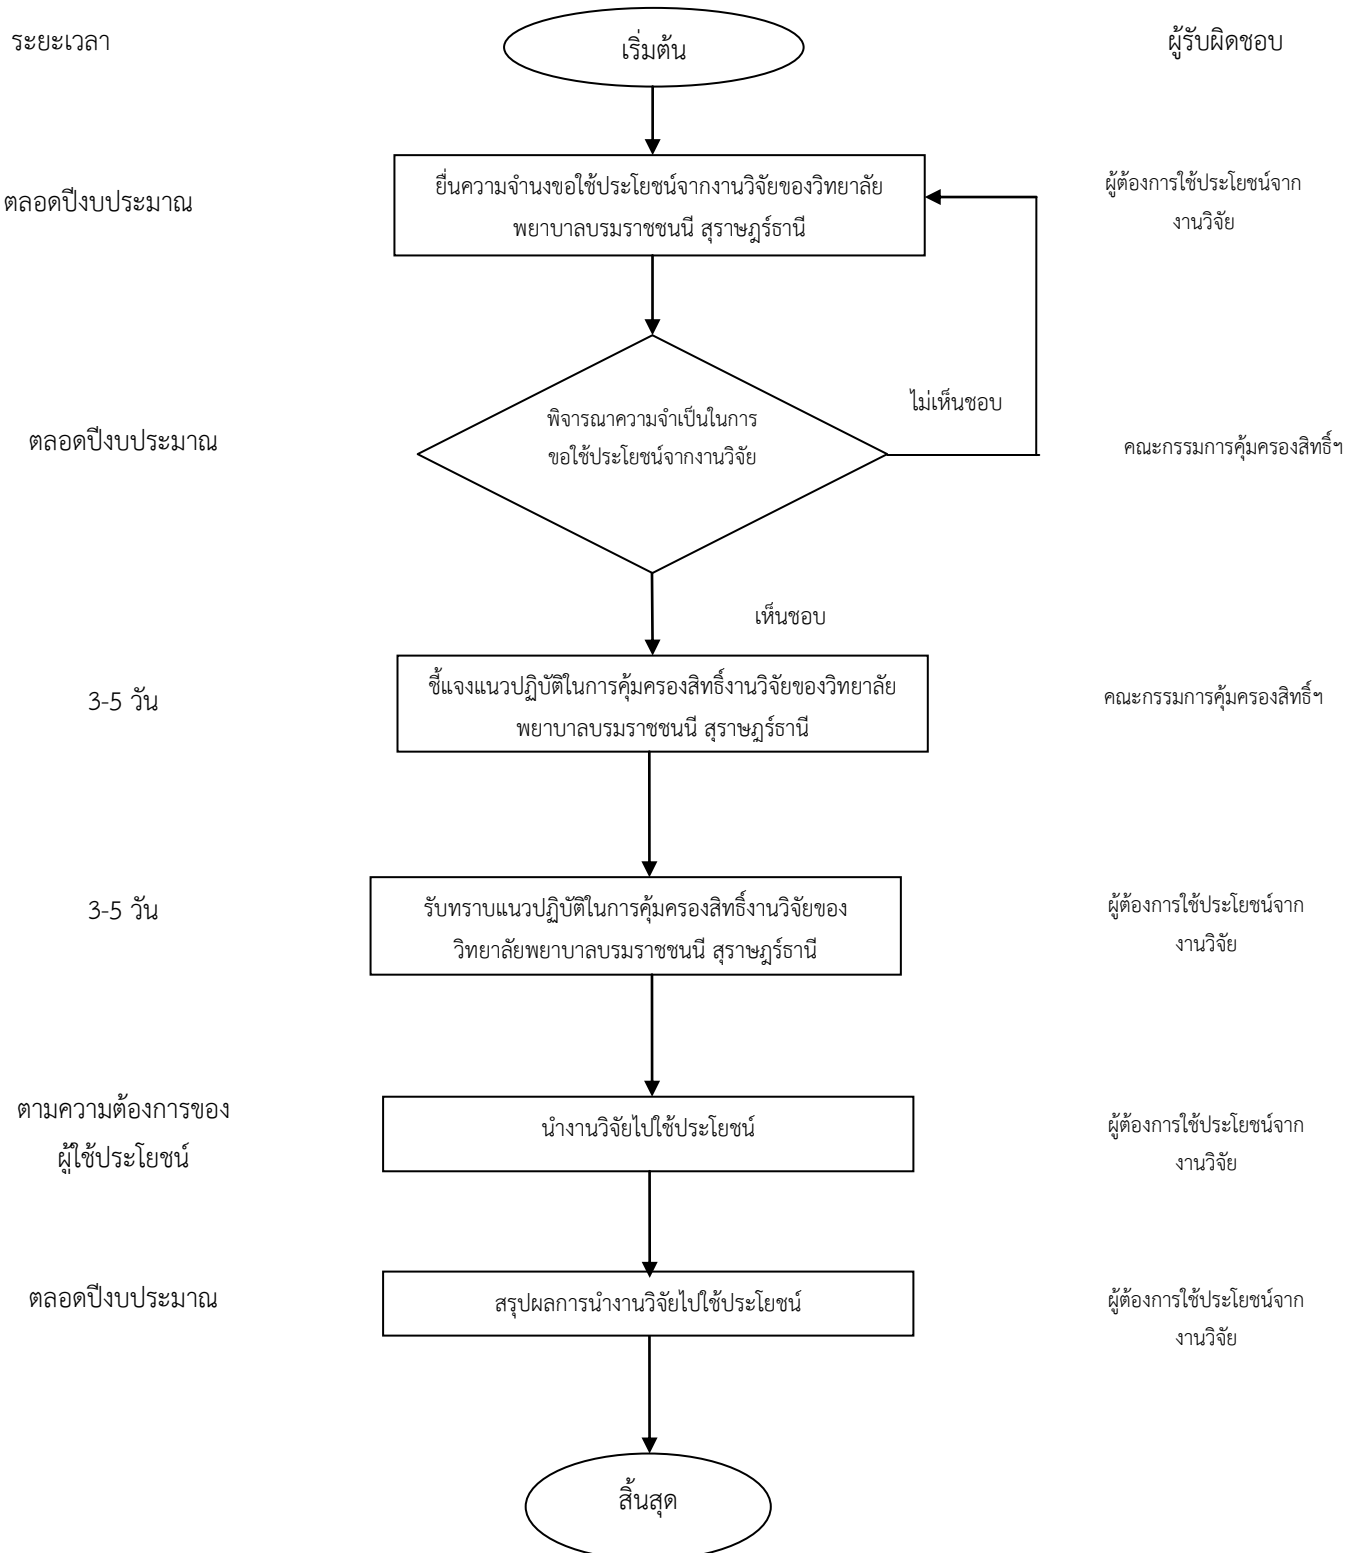 ระยะเวลา
เริ่มต้น
ผู้รับผิดชอบ
ตลอดปีงบประมาณ
ยื่นความจำนงขอใช้ประโยชน์จากงานวิจัยของวิทยาลัย
พยาบาลบรมราชชนนี สุราษฎร์ธานี
ผู้ต้องการใช้ประโยชน์จาก
งานวิจัย
ตลอดปีงบประมาณ
พิจารณาความจำเป็นในการ
ขอใช้ประโยชน์จากงานวิจัย
ไม่เห็นชอบ
คณะกรรมการคุ้มครองสิทธิ์ฯ
เห็นชอบ
3-5 วัน
ชี้แจงแนวปฏิบัติในการคุ้มครองสิทธิ์งานวิจัยของวิทยาลัย
พยาบาลบรมราชชนนี สุราษฎร์ธานี
คณะกรรมการคุ้มครองสิทธิ์ฯ
3-5 วัน
รับทราบแนวปฏิบัติในการคุ้มครองสิทธิ์งานวิจัยของ
วิทยาลัยพยาบาลบรมราชชนนี สุราษฎร์ธานี
ผู้ต้องการใช้ประโยชน์จาก
งานวิจัย
ตามความต้องการของ
ผู้ใช้ประโยชน์
นำงานวิจัยไปใช้ประโยชน์
ผู้ต้องการใช้ประโยชน์จาก
งานวิจัย
ตลอดปีงบประมาณ
สรุปผลการนำงานวิจัยไปใช้ประโยชน์
ผู้ต้องการใช้ประโยชน์จาก
งานวิจัย
สิ้นสุด